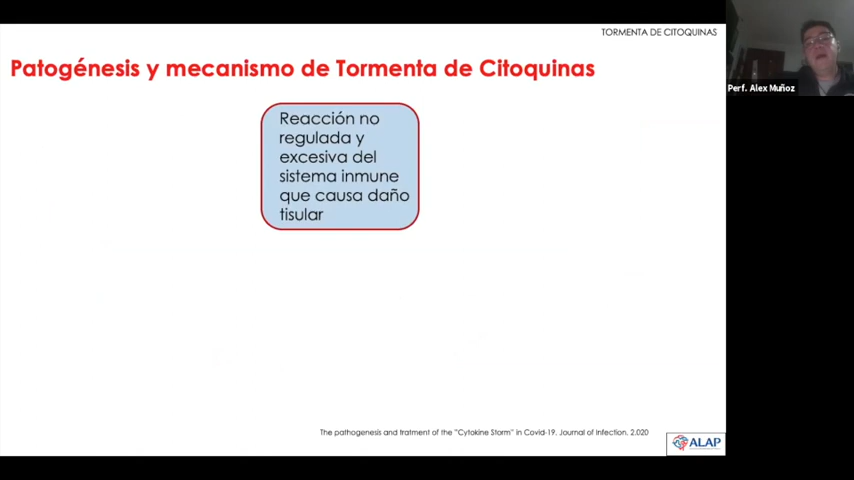 TORMENTA DE CITOQUINAS
Patogénesis y mecanismo de Tormenta de Citoquinas
Reacción no
regulada y
excesiva del
sistema inmune
que causa daño
tisular
Perf. Alex Muñoz
The pathogenesis and tratment of the "Cytokine Storm" in Covid-19. Journal of Infection. 2.020
ALAP